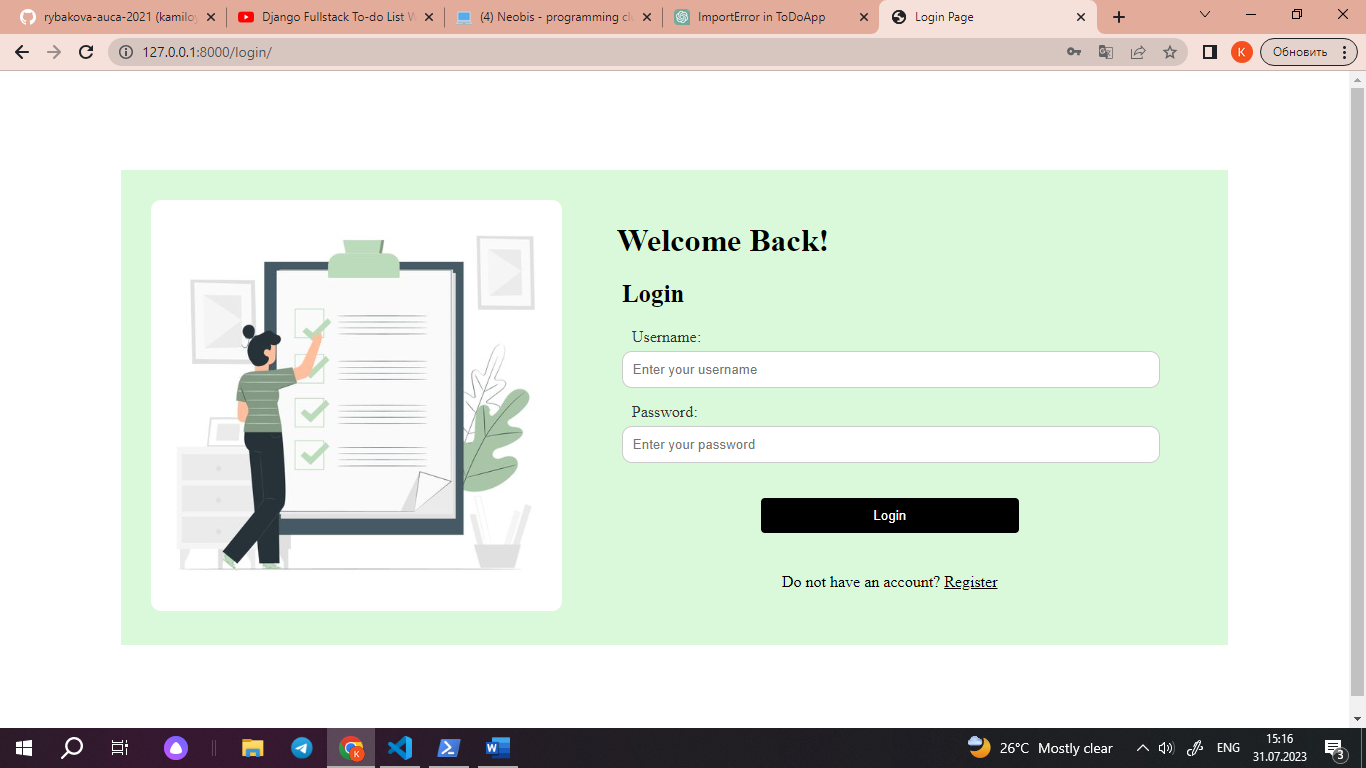 rybakova-auca-2021 (kamilo
Django Fullstack To-do List W
(4) Neobis - programming cl
ImportError in ToDoApp
Login Page
127.0.0.1:8000/login/
K
Обновить
Welcome Back!
Login
Username:
Enter your username
Password:
Enter your password
Login
Do not have an account? Register
K
26°C Mostly clear
ENG
15:16
31.07.2023
3